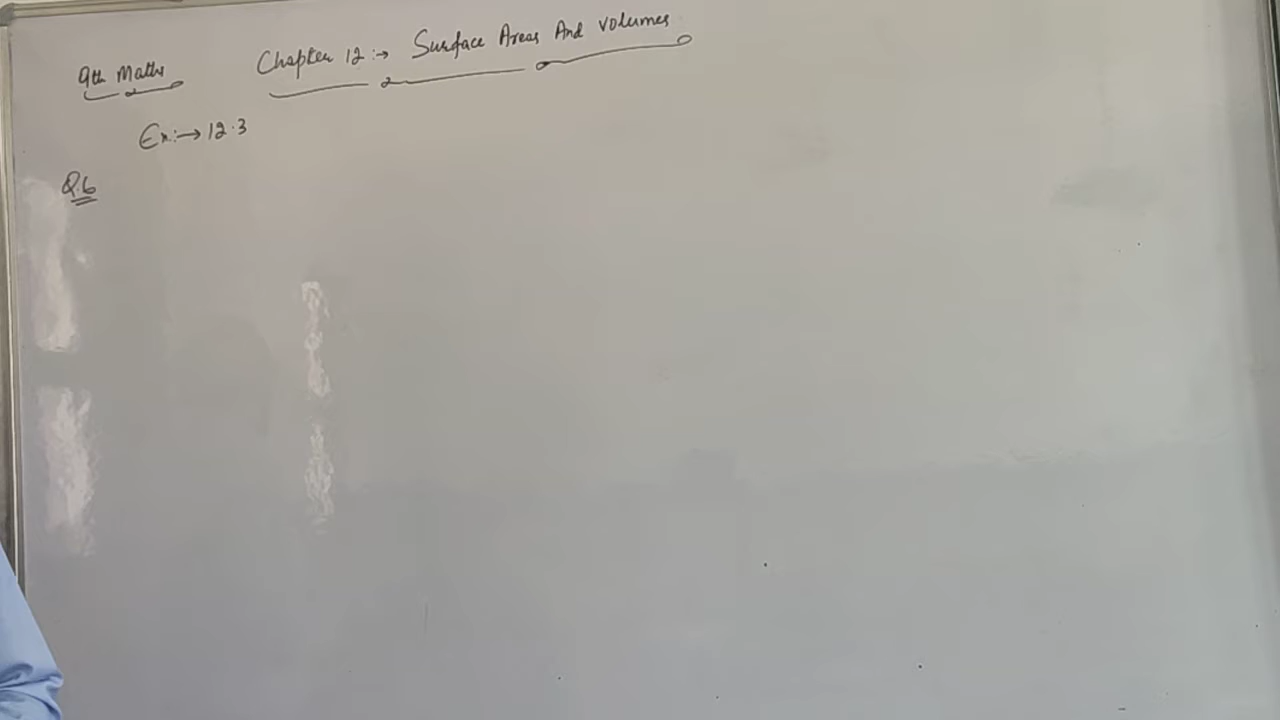 9th Maths Chapter 12:→ Surface Areas And Volumes
Ex:→ 12.3
Q.6